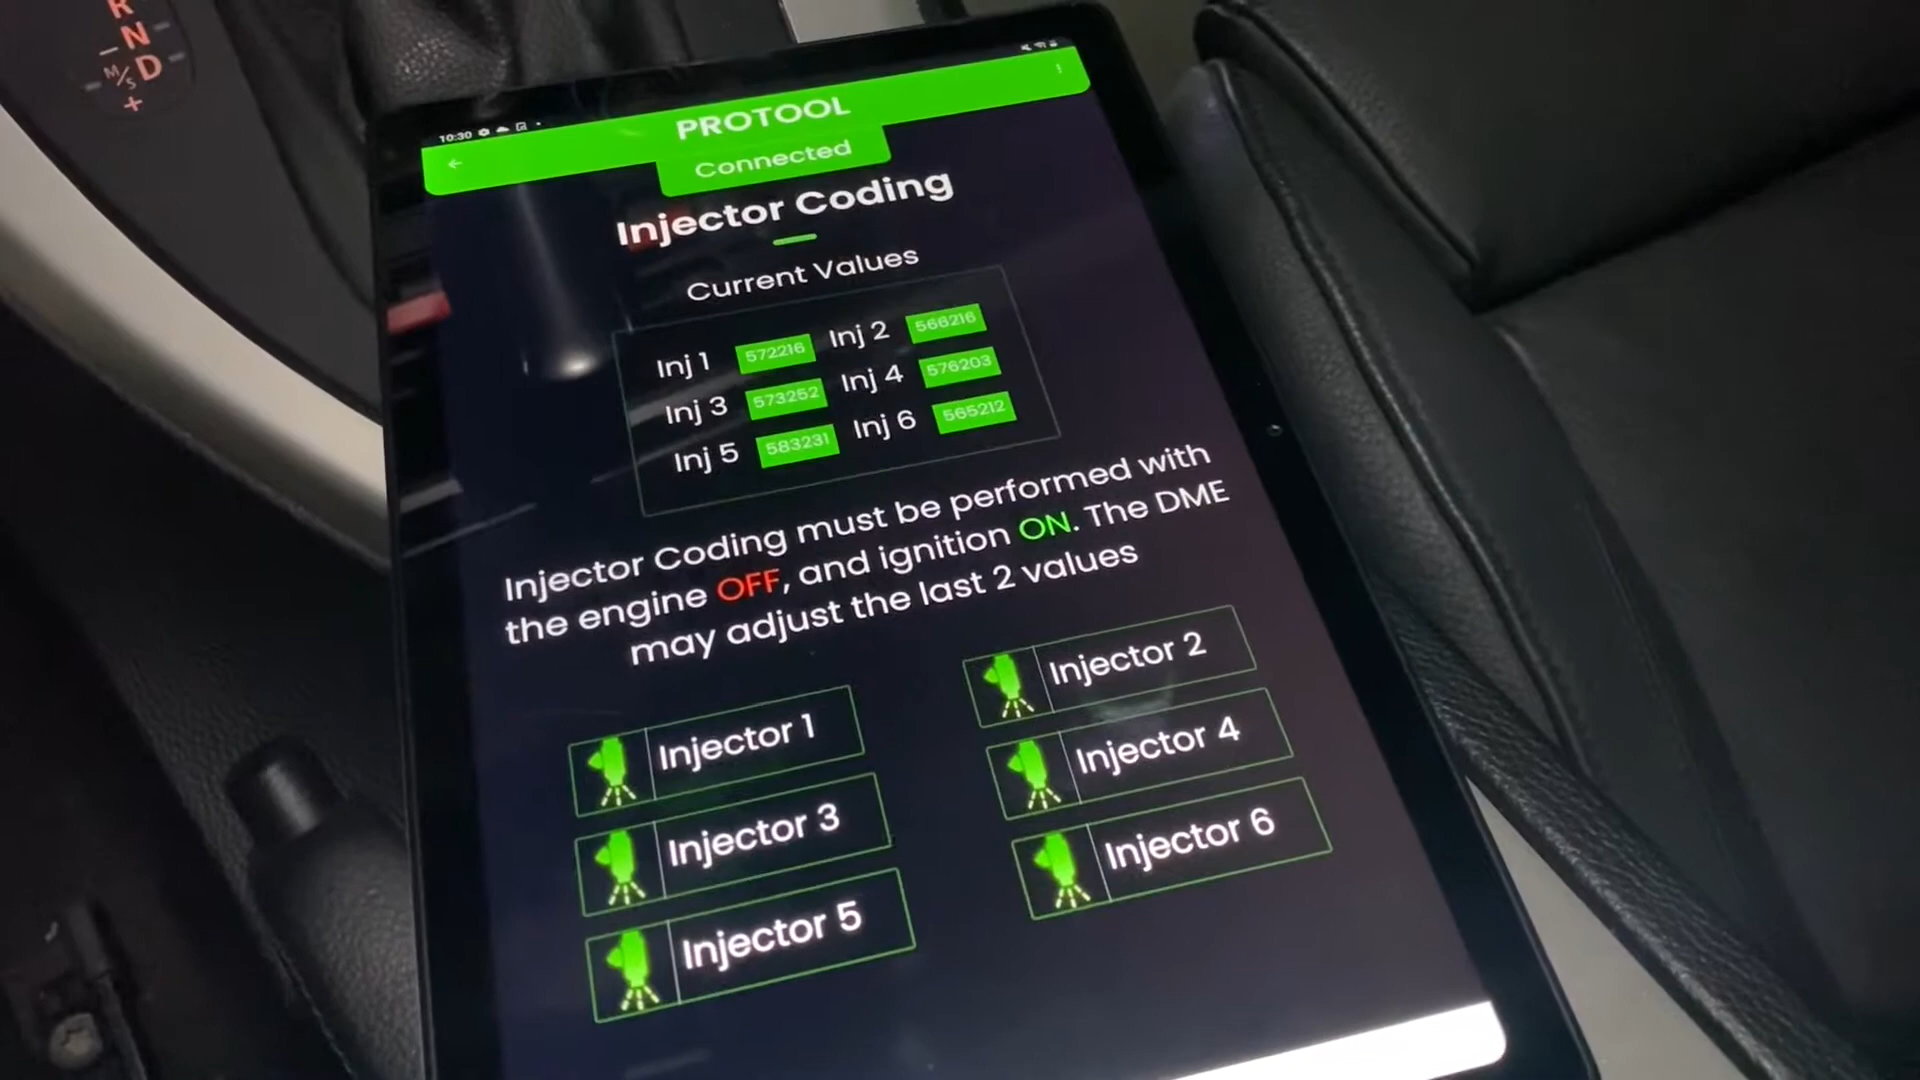 R
N
M/S D
+
10:30
PROTOOL
Connected
Injector Coding
Current Values
Inj 1 572216 Inj 2 566216
Inj 3 573252 Inj 4 576203
Inj 5 583231 Inj 6 565212
Injector Coding must be performed with
the engine OFF, and ignition ON. The DME
may adjust the last 2 values
Injector 1 Injector 2
Injector 3 Injector 4
Injector 5 Injector 6